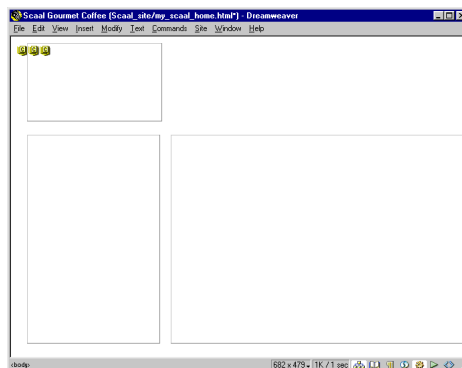 Scaal Gourmet Coffee (Scaal_site/my_scaal_home.html*) - Dreamweaver
File Edit View Insert Modify Text Commands Site Window Help
<body> 682 x 479 1K / 1 sec